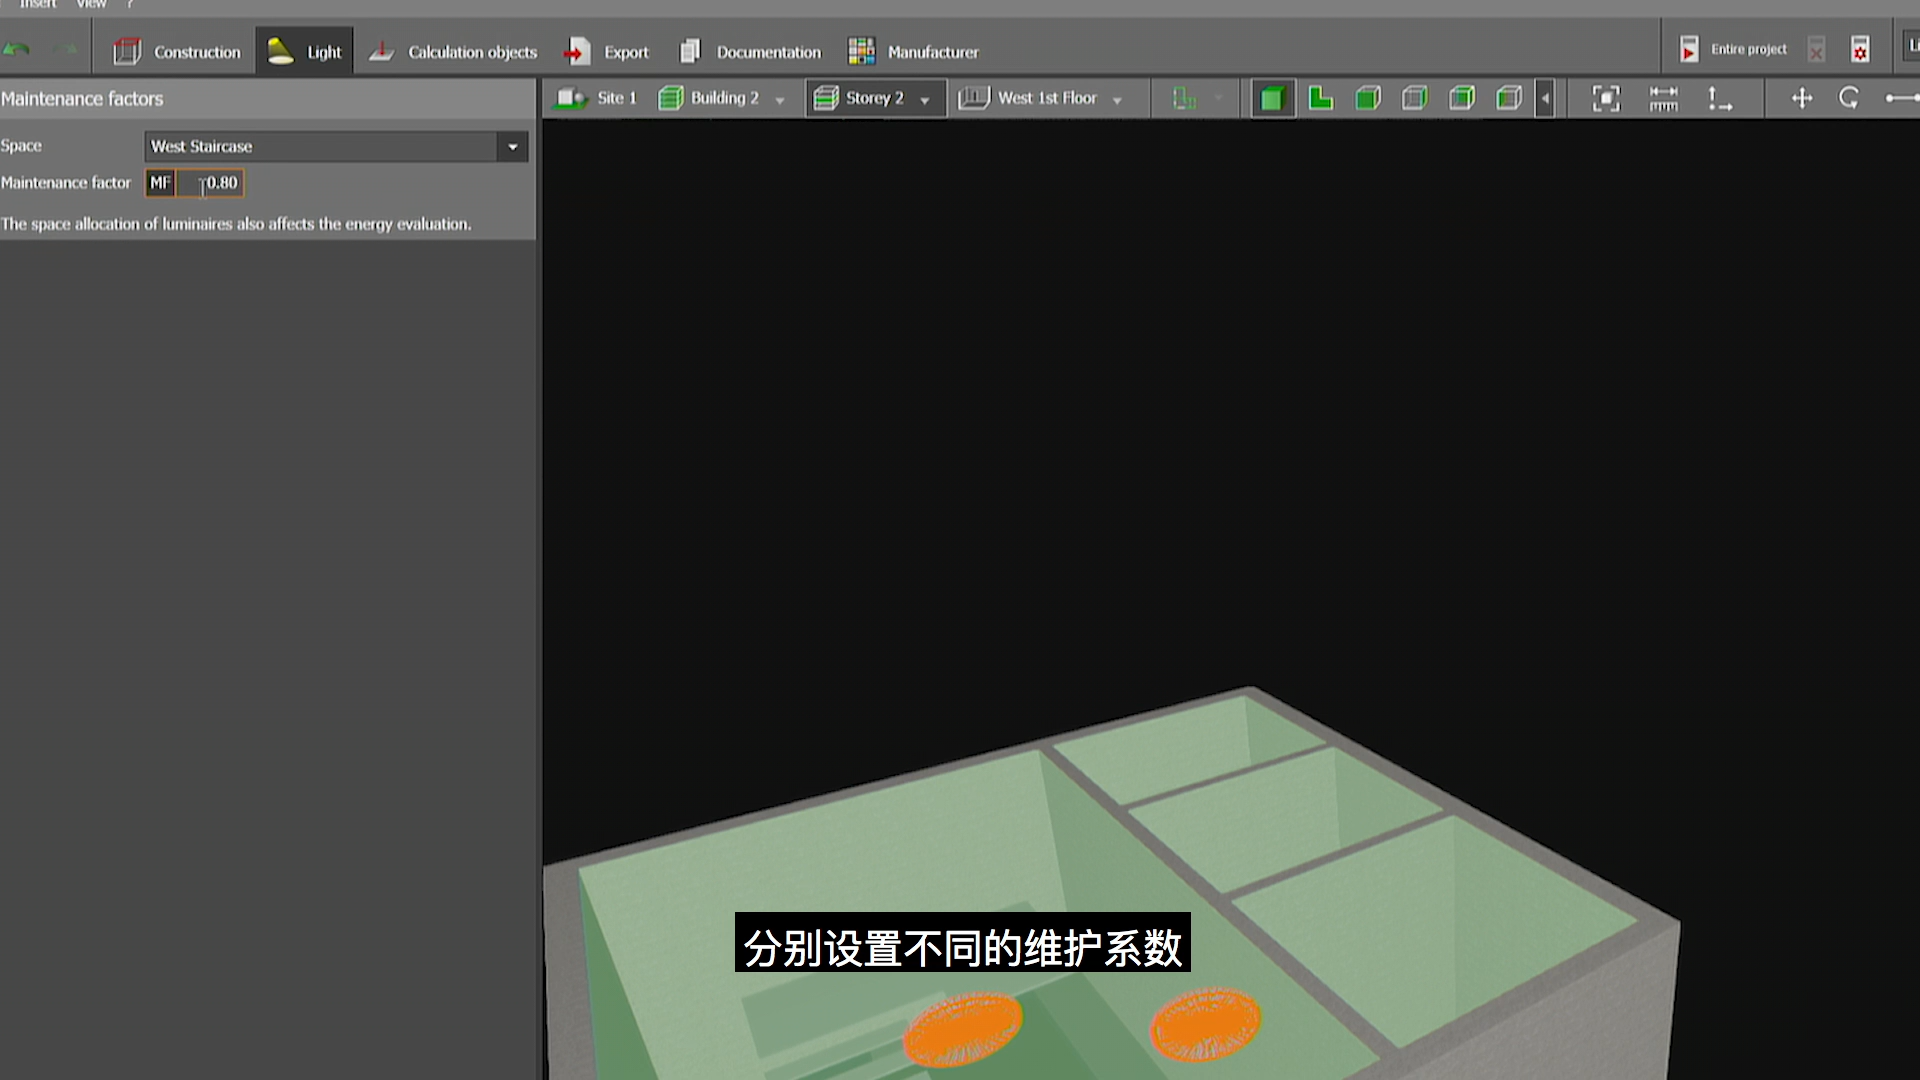 Insert View ?
Construction Light Calculation objects Export Documentation Manufacturer Entire project
Maintenance factors Site 1 Building 2 Storey 2 West 1st Floor
Space West Staircase
Maintenance factor MF 0.80
The space allocation of luminaires also affects the energy evaluation.
分别设置不同的维护系数